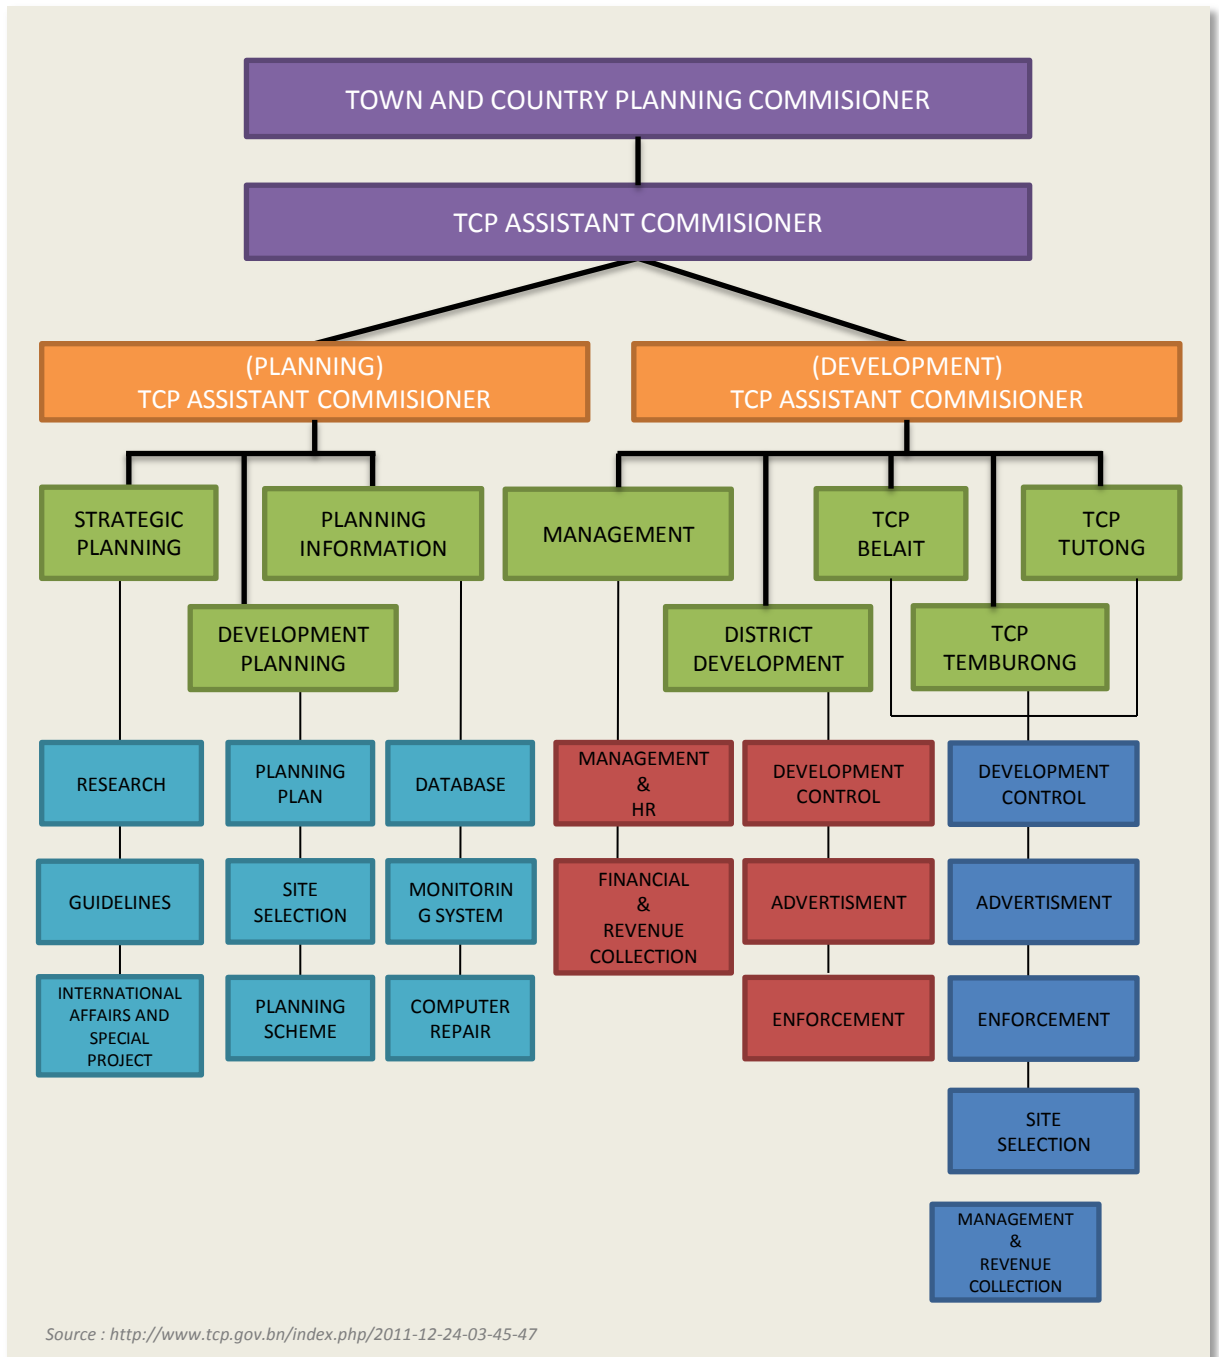 TOWN AND COUNTRY PLANNING COMMISIONER
TCP ASSISTANT COMMISIONER
(PLANNING)
TCP ASSISTANT COMMISIONER
(DEVELOPMENT)
TCP ASSISTANT COMMISIONER
STRATEGIC
PLANNING
PLANNING
INFORMATION
MANAGEMENT
TCP
BELAIT
TCP
TUTONG
DEVELOPMENT
PLANNING
DISTRICT
DEVELOPMENT
TCP
TEMBURONG
RESEARCH
PLANNING
PLAN
DATABASE
MANAGEMENT
&
HR
DEVELOPMENT
CONTROL
DEVELOPMENT
CONTROL
GUIDELINES
SITE
SELECTION
MONITORIN
G SYSTEM
FINANCIAL
&
REVENUE
COLLECTION
ADVERTISMENT
ADVERTISMENT
INTERNATIONAL
AFFAIRS AND
SPECIAL
PROJECT
PLANNING
SCHEME
COMPUTER
REPAIR
ENFORCEMENT
ENFORCEMENT
SITE
SELECTION
MANAGEMENT
&
REVENUE
COLLECTION
Source : http://www.tcp.gov.bn/index.php/2011-12-24-03-45-47